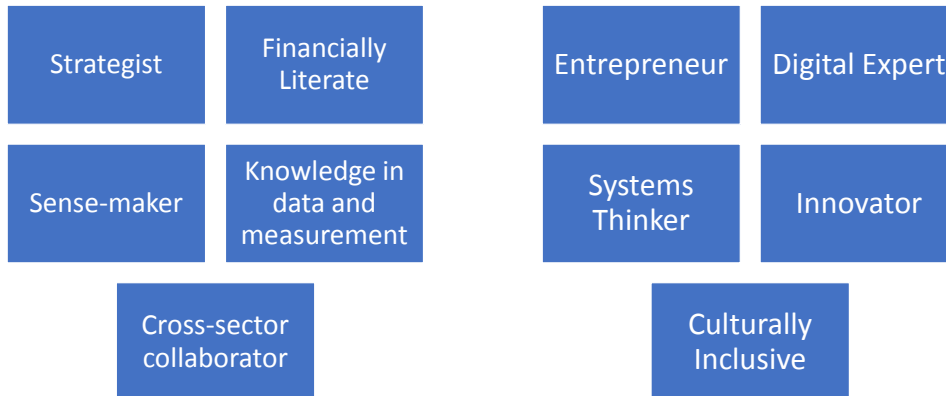 Strategist
Financially
Literate
Sense-maker
Knowledge in
data and
measurement
Cross-sector
collaborator
Entrepreneur
Digital Expert
Systems
Thinker
Innovator
Culturally
Inclusive